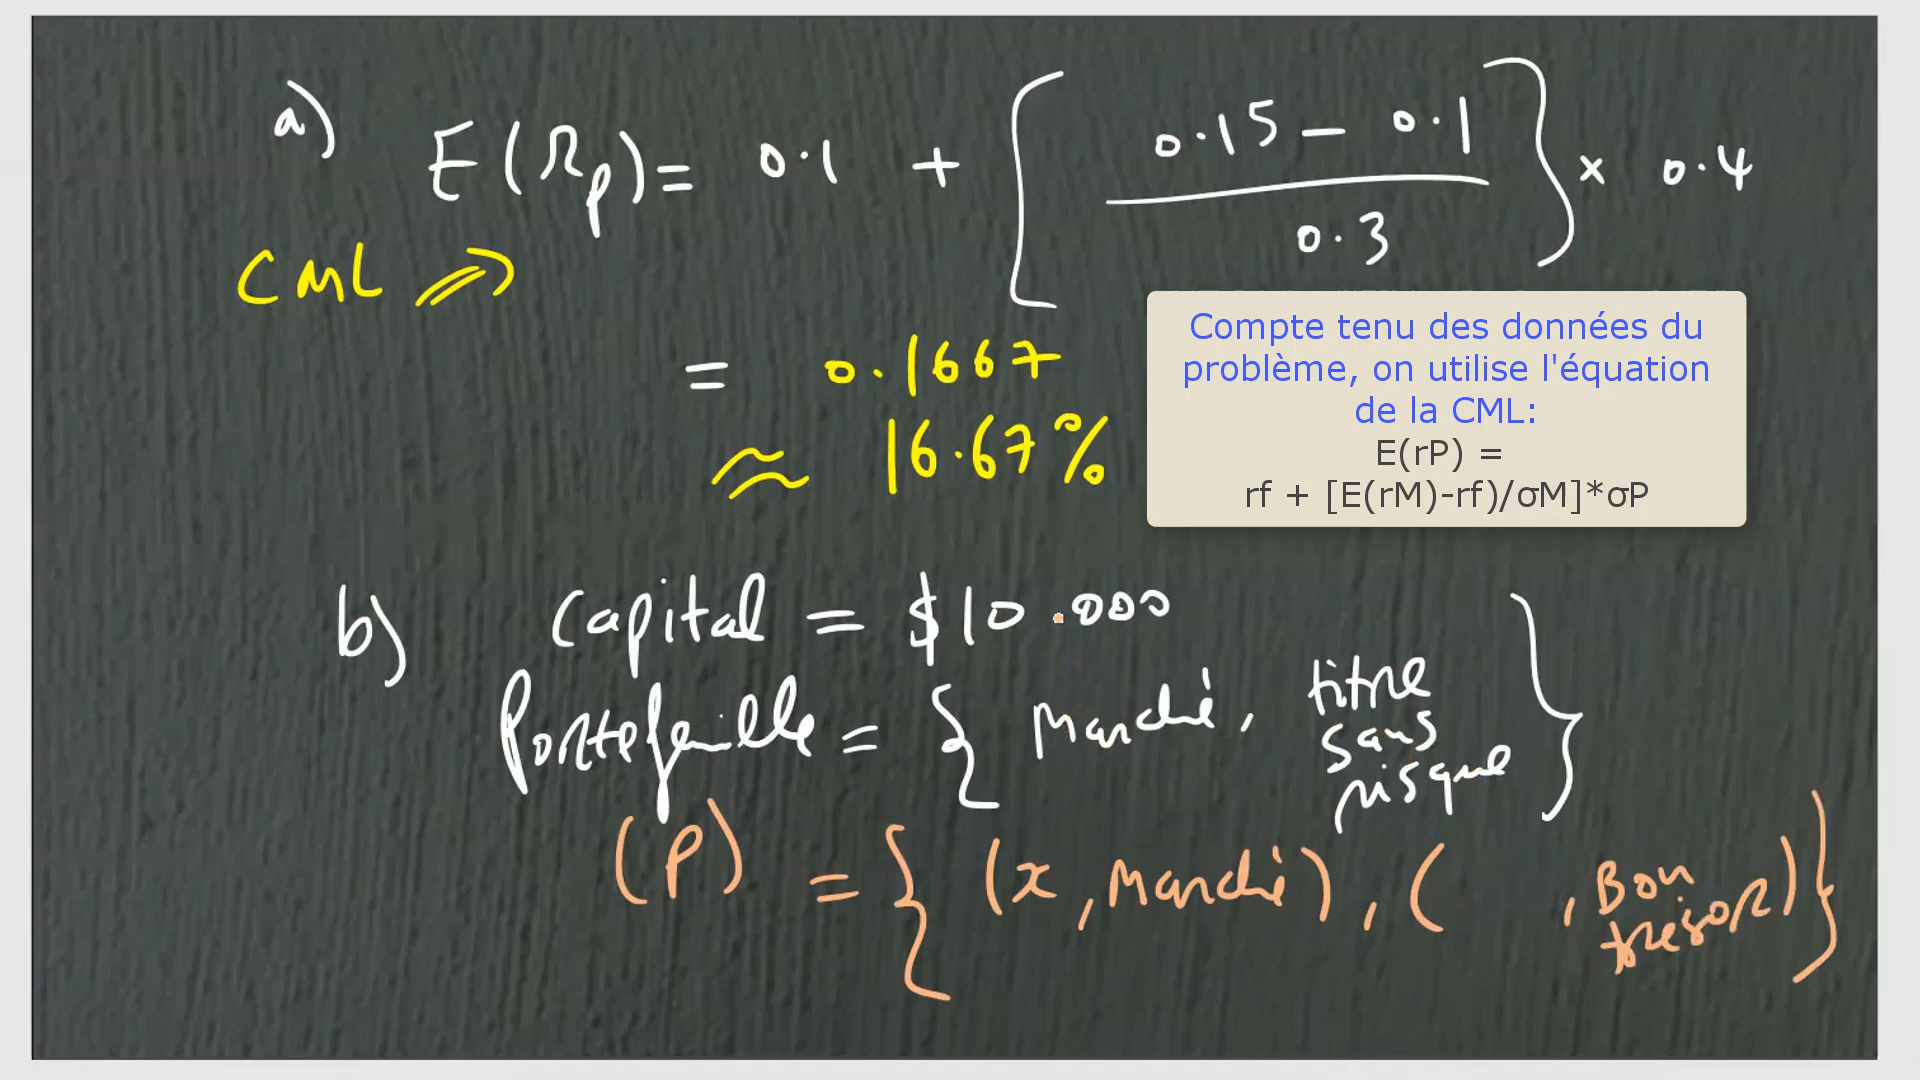 a) E(Rp) = 0.1 + [ 0.15 - 0.1 / 0.3 ] x 0.4
CML ⇒
= 0.1667
≈ 16.67%
Compte tenu des données du
problème, on utilise l'équation
de la CML:
E(rP) =
rf + [E(rM)-rf)/σM]*σP
b) Capital = $10.000
Portefeuille = { Marché, titre sans risque }
(P) = { (x, Marché), ( , Bon trésor) }